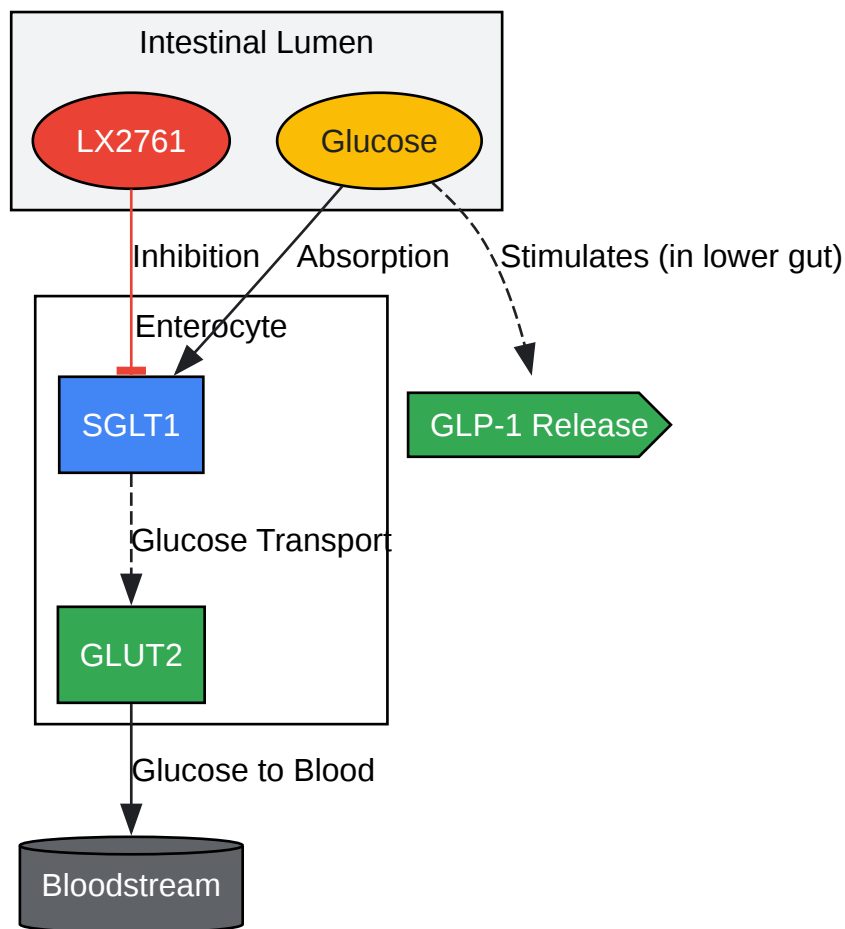 Intestinal Lumen
LX2761
Glucose
Inhibition
Absorption
Stimulates (in lower gut)
Enterocyte
SGLT1
GLP-1 Release
Glucose Transport
GLUT2
Glucose to Blood
Bloodstream